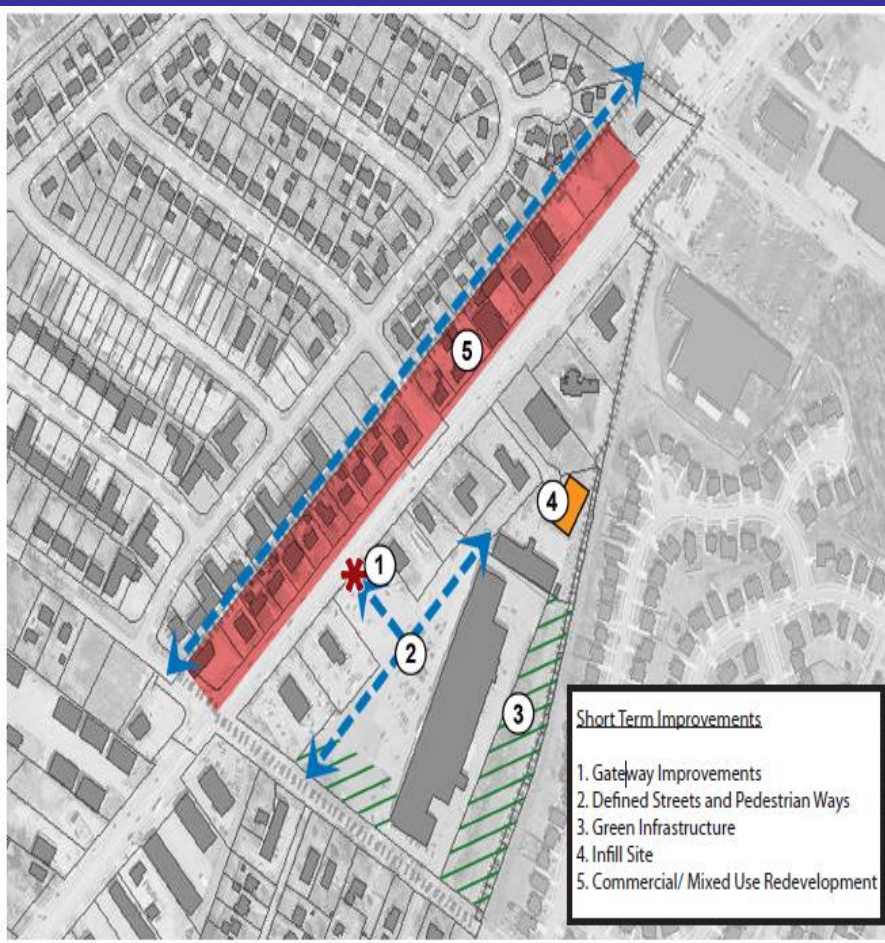 5
4
1
2
3
Short Term Improvements
1. Gateway Improvements
2. Defined Streets and Pedestrian Ways
3. Green Infrastructure
4. Infill Site
5. Commercial/ Mixed Use Redevelopment